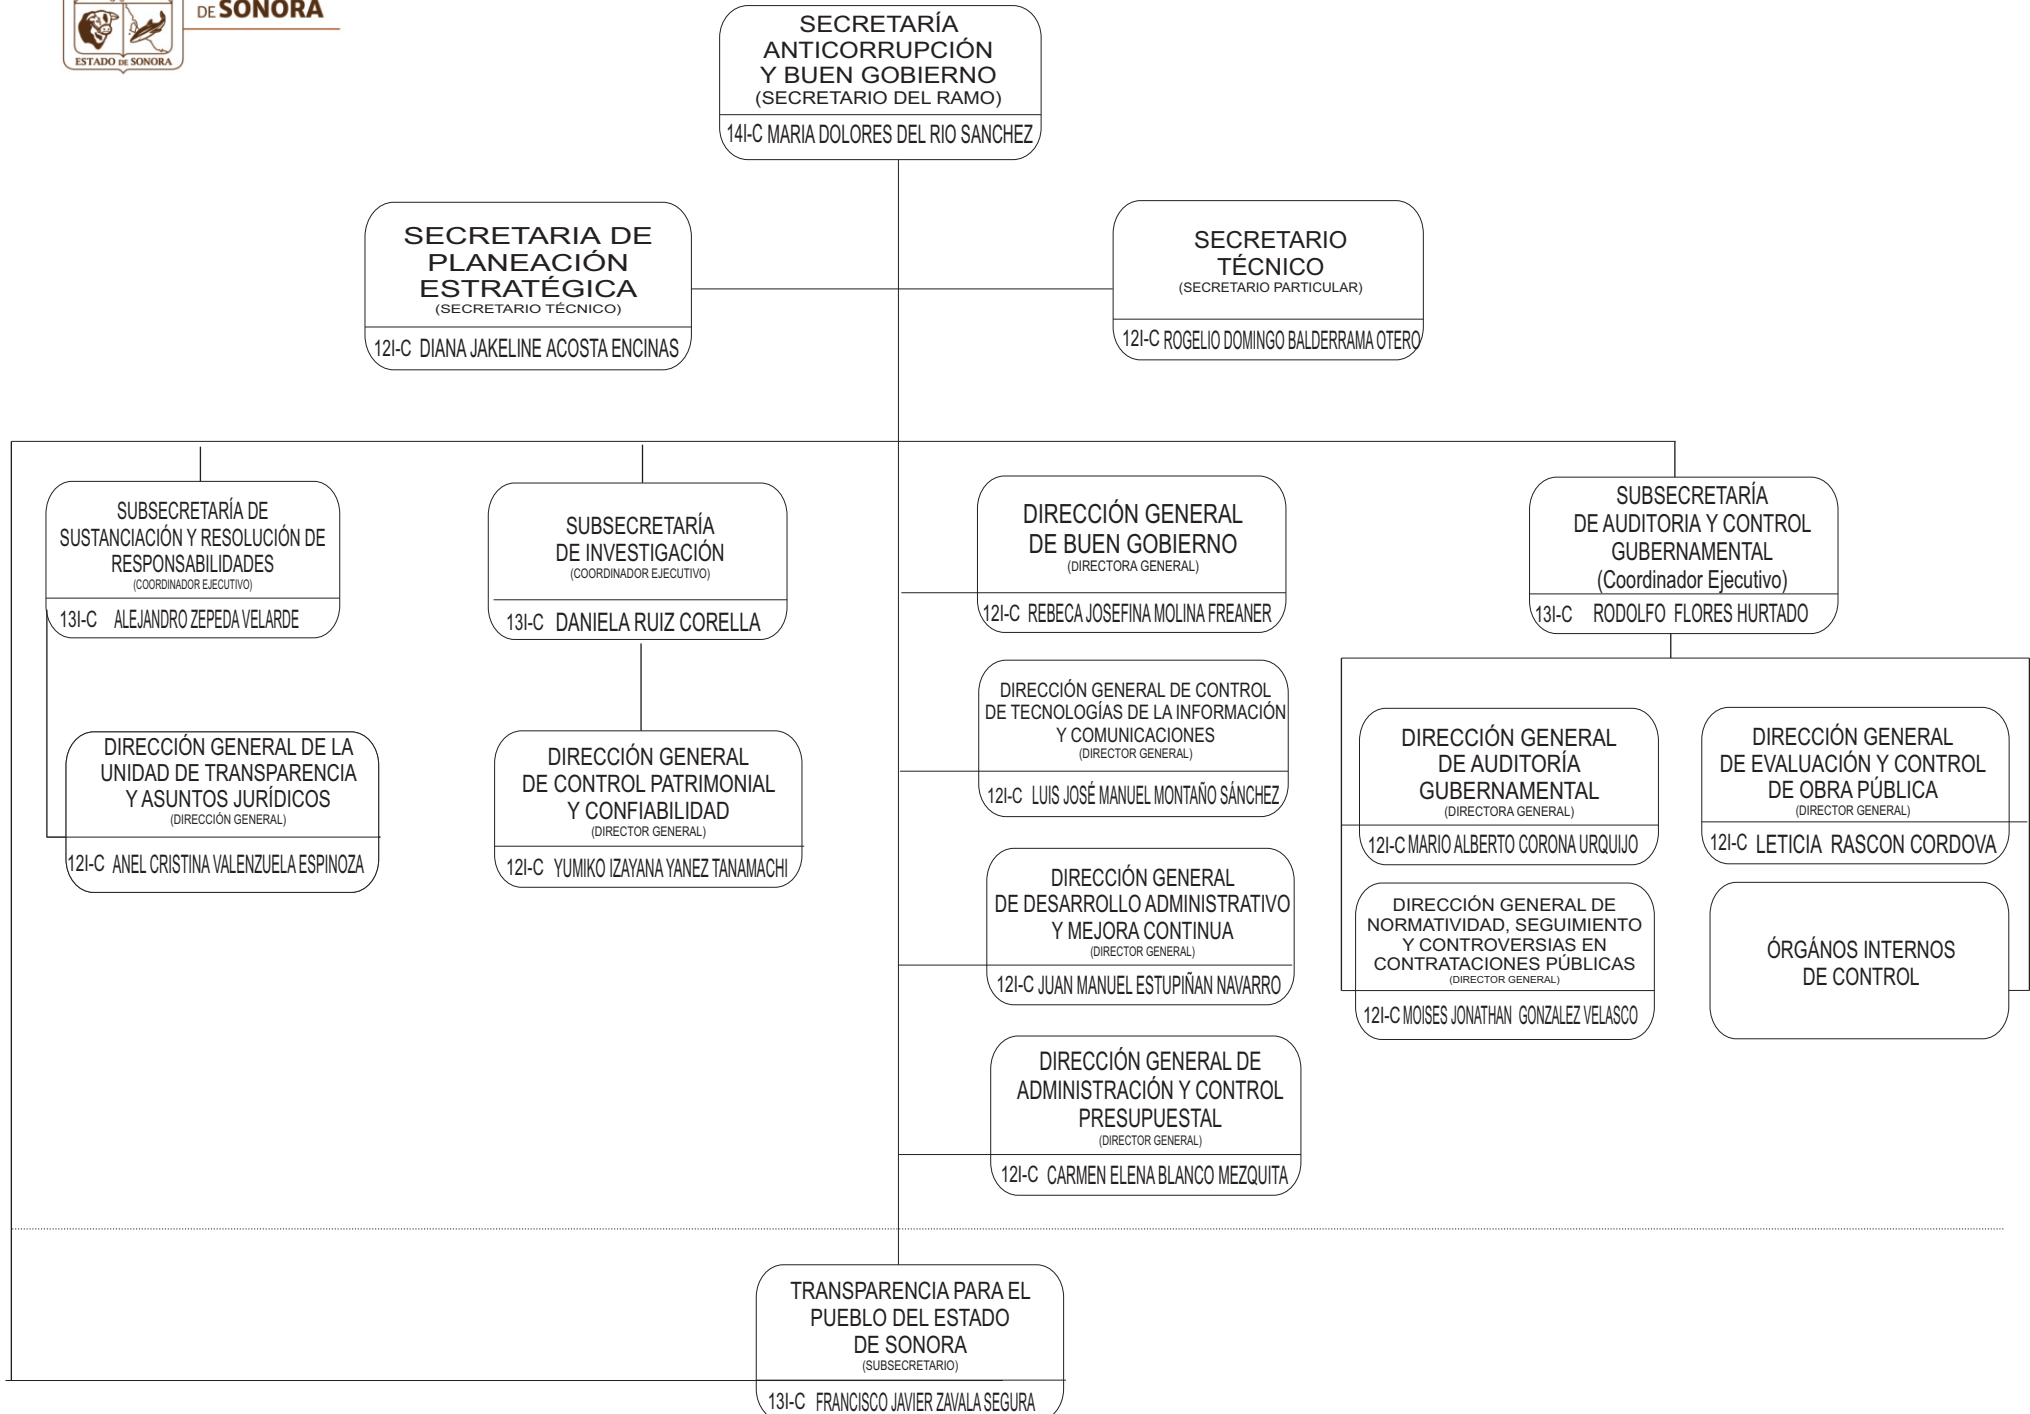 DE SONORA
ESTADO DE SONORA
SECRETARÍA
ANTICORRUPCIÓN
Y BUEN GOBIERNO
(SECRETARIO DEL RAMO)
14I-C MARIA DOLORES DEL RIO SANCHEZ
SECRETARIA DE
PLANEACIÓN
ESTRATÉGICA
(SECRETARIO TÉCNICO)
12I-C DIANA JAKELINE ACOSTA ENCINAS
SECRETARIO
TÉCNICO
(SECRETARIO PARTICULAR)
12I-C ROGELIO DOMINGO BALDERRAMA OTERO
SUBSECRETARÍA DE
SUSTANCIACIÓN Y RESOLUCIÓN DE
RESPONSABILIDADES
(COORDINADOR EJECUTIVO)
13I-C ALEJANDRO ZEPEDA VELARDE
SUBSECRETARÍA
DE INVESTIGACIÓN
(COORDINADOR EJECUTIVO)
13I-C DANIELA RUIZ CORELLA
DIRECCIÓN GENERAL
DE BUEN GOBIERNO
(DIRECTORA GENERAL)
12I-C REBECA JOSEFINA MOLINA FREANER
SUBSECRETARÍA
DE AUDITORIA Y CONTROL
GUBERNAMENTAL
(Coordinador Ejecutivo)
13I-C RODOLFO FLORES HURTADO
DIRECCIÓN GENERAL DE LA
UNIDAD DE TRANSPARENCIA
Y ASUNTOS JURÍDICOS
(DIRECCIÓN GENERAL)
12I-C ANEL CRISTINA VALENZUELA ESPINOZA
DIRECCIÓN GENERAL
DE CONTROL PATRIMONIAL
Y CONFIABILIDAD
(DIRECTOR GENERAL)
12I-C YUMIKO IZAYANA YANEZ TANAMACHI
DIRECCIÓN GENERAL DE CONTROL
DE TECNOLOGÍAS DE LA INFORMACIÓN
Y COMUNICACIONES
(DIRECTOR GENERAL)
12I-C LUIS JOSÉ MANUEL MONTAÑO SÁNCHEZ
DIRECCIÓN GENERAL
DE AUDITORÍA
GUBERNAMENTAL
(DIRECTORA GENERAL)
12I-C MARIO ALBERTO CORONA URQUIJO
DIRECCIÓN GENERAL
DE EVALUACIÓN Y CONTROL
DE OBRA PÚBLICA
(DIRECTOR GENERAL)
12I-C LETICIA RASCON CORDOVA
DIRECCIÓN GENERAL
DE DESARROLLO ADMINISTRATIVO
Y MEJORA CONTINUA
(DIRECTOR GENERAL)
12I-C JUAN MANUEL ESTUPIÑAN NAVARRO
DIRECCIÓN GENERAL DE
NORMATIVIDAD, SEGUIMIENTO
Y CONTROVERSIAS EN
CONTRATACIONES PÚBLICAS
(DIRECTOR GENERAL)
12I-C MOISES JONATHAN GONZALEZ VELASCO
ÓRGÁNOS INTERNOS
DE CONTROL
DIRECCIÓN GENERAL DE
ADMINISTRACIÓN Y CONTROL
PRESUPUESTAL
(DIRECTOR GENERAL)
12I-C CARMEN ELENA BLANCO MEZQUITA
TRANSPARENCIA PARA EL
PUEBLO DEL ESTADO
DE SONORA
(SUBSECRETARIO)
13I-C FRANCISCO JAVIER ZAVALA SEGURA